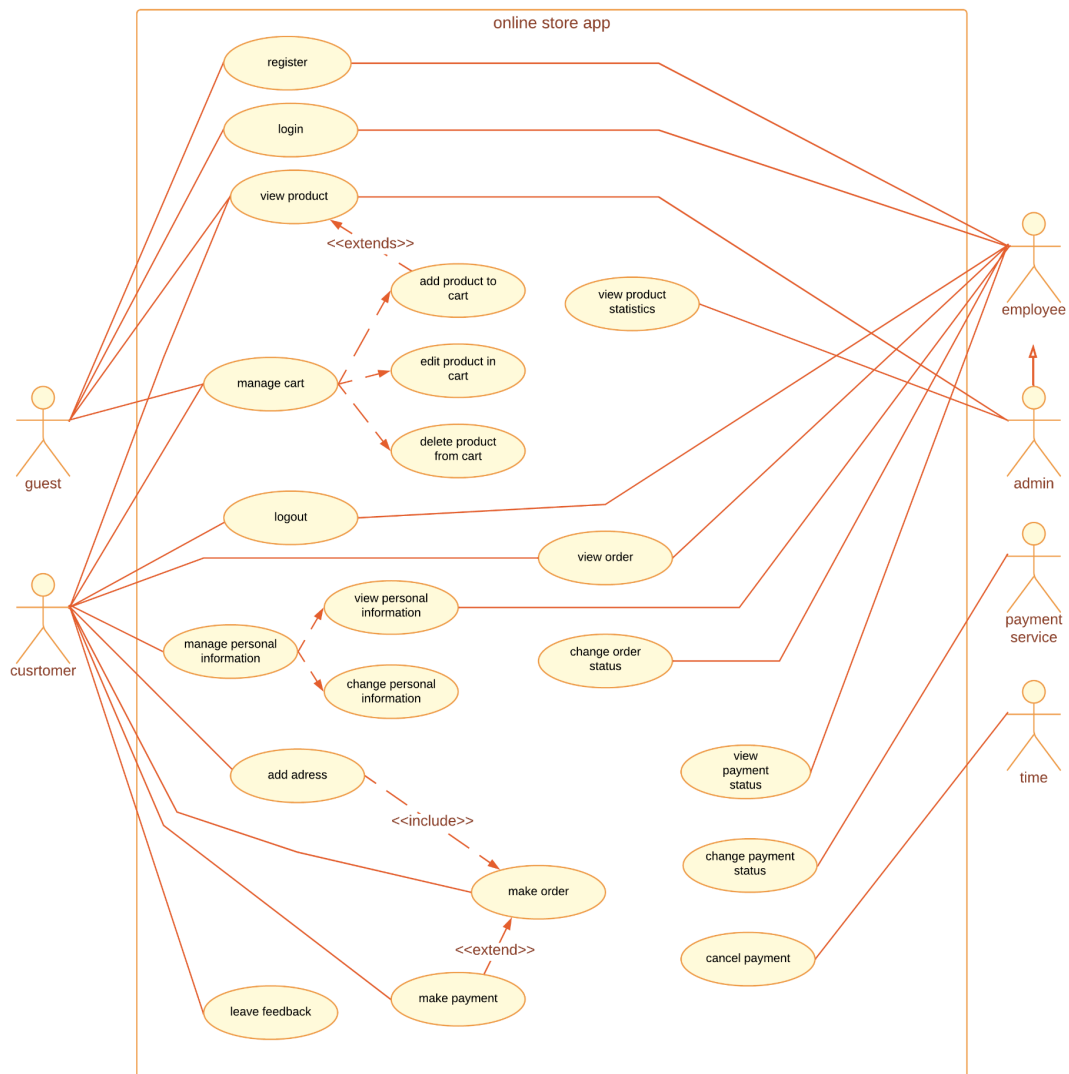 online store app
register
login
view product
<<extends>>
add product to
cart
view product
statistics
employee
edit product in
cart
manage cart
delete product
from cart
guest
admin
logout
view order
view personal
information
payment
service
manage personal
information
change order
status
cusrtomer
change personal
information
view
payment
status
add adress
time
<<include>>
change payment
status
make order
<<extend>>
cancel payment
make payment
leave feedback